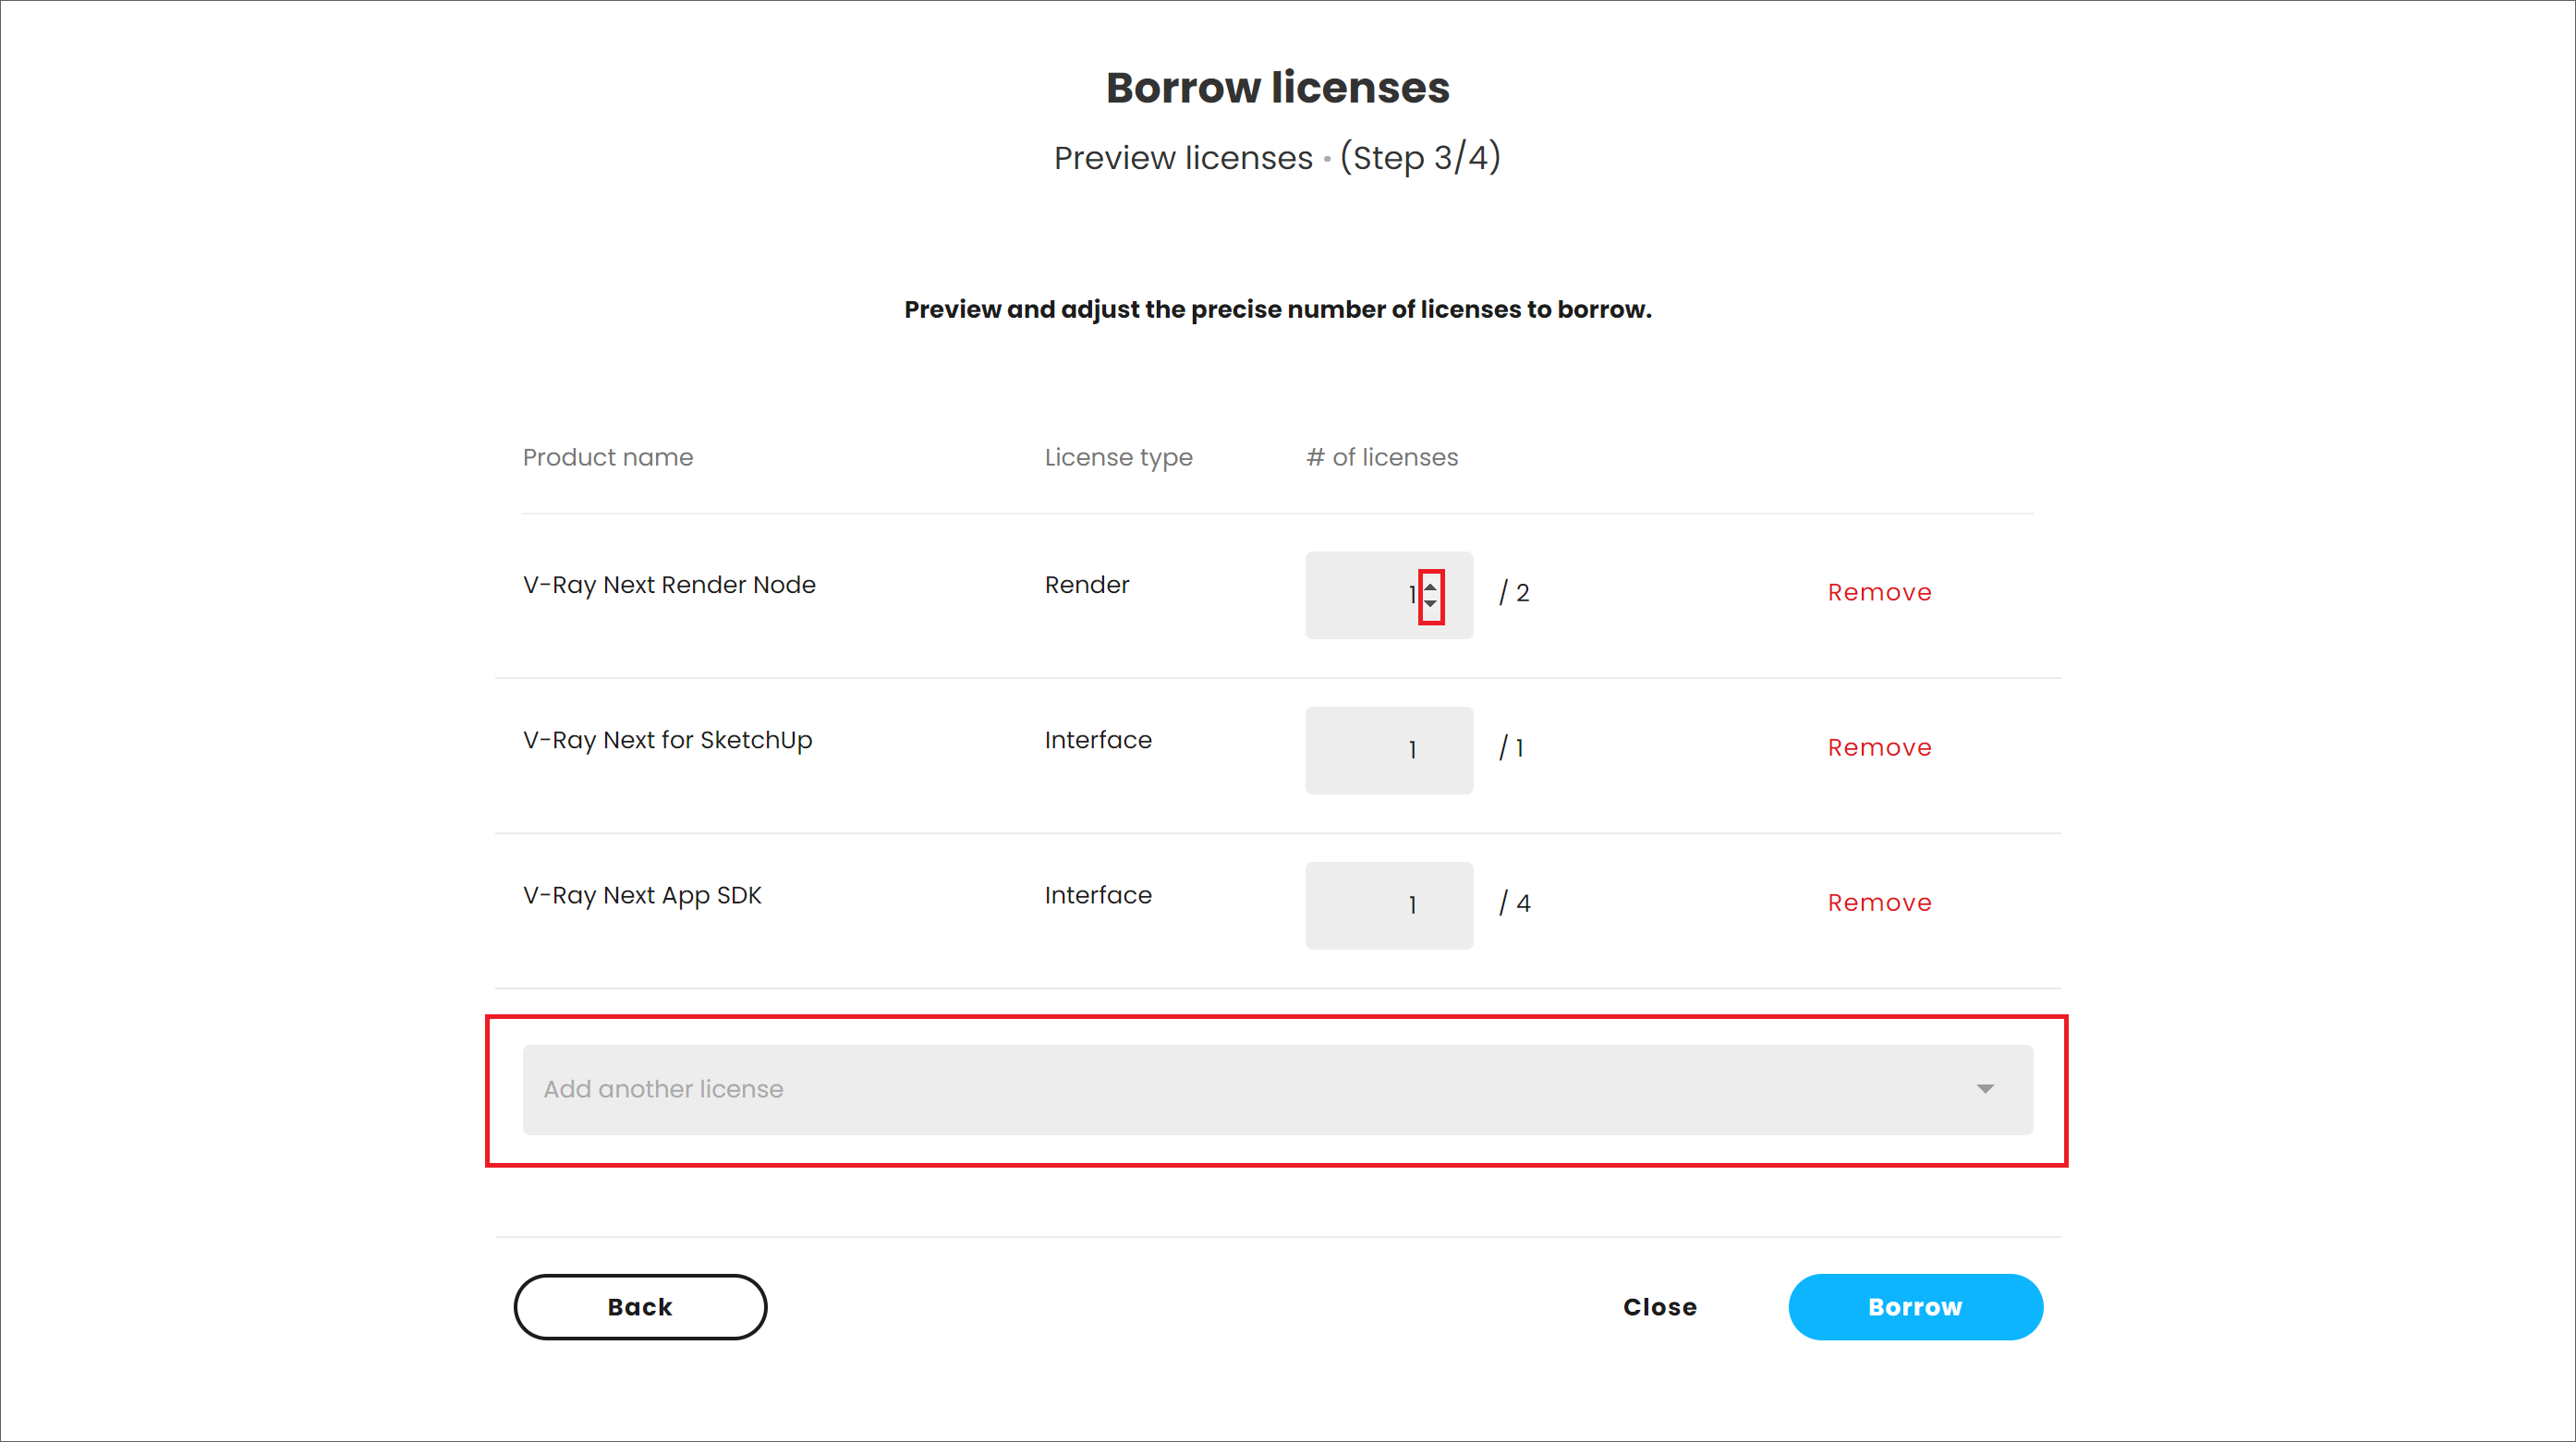 Borrow licenses
Preview licenses • (Step 3/4)
Preview and adjust the precise number of licenses to borrow.
Product name License type # of licenses
V-Ray Next Render Node Render 1 / 2 Remove
V-Ray Next for SketchUp Interface 1 / 1 Remove
V-Ray Next App SDK Interface 1 / 4 Remove
Add another license
Back Close Borrow